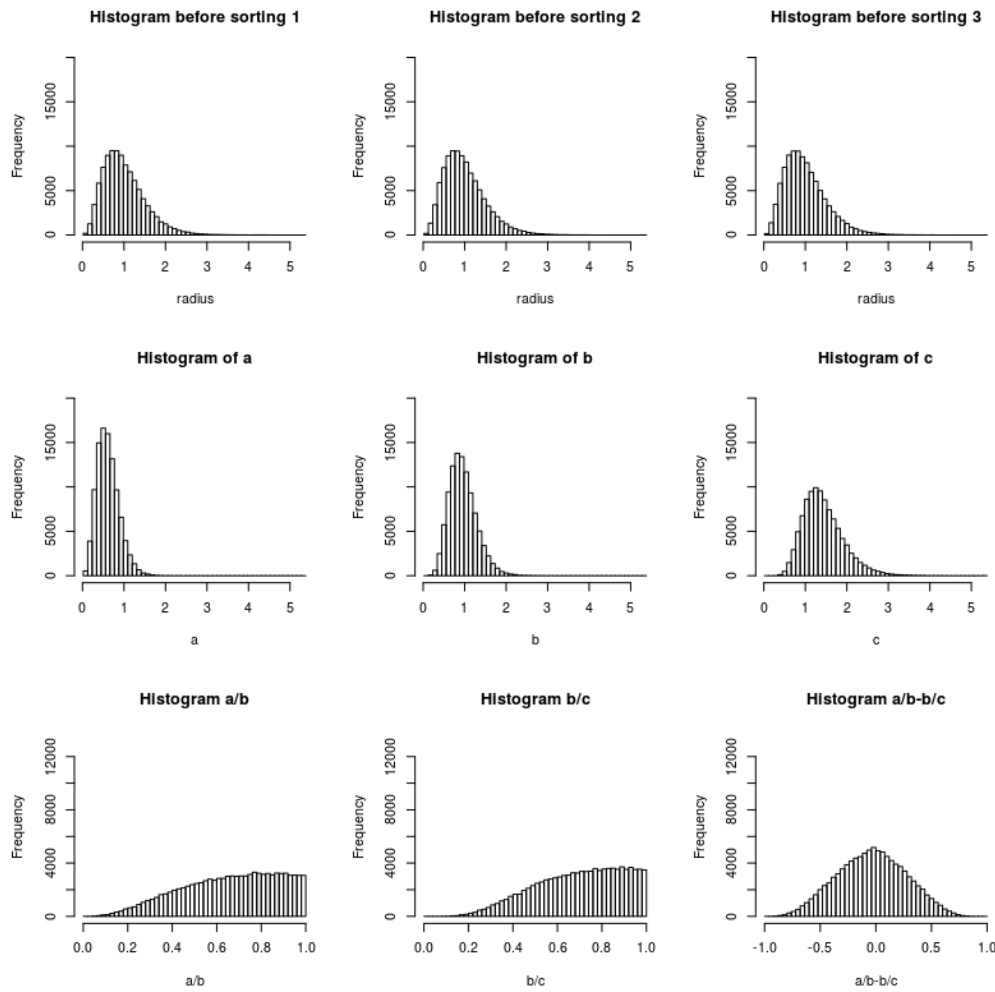 Histogram before sorting 1
Histogram before sorting 2
Histogram before sorting 3
Frequency
0 5000 15000
0 1 2 3 4 5
radius
Frequency
0 5000 15000
0 1 2 3 4 5
radius
Frequency
0 5000 15000
0 1 2 3 4 5
radius
Histogram of a
Histogram of b
Histogram of c
Frequency
0 5000 15000
0 1 2 3 4 5
a
Frequency
0 5000 15000
0 1 2 3 4 5
b
Frequency
0 5000 15000
0 1 2 3 4 5
c
Histogram a/b
Histogram b/c
Histogram a/b-b/c
Frequency
0 4000 8000 12000
0.0 0.2 0.4 0.6 0.8 1.0
a/b
Frequency
0 4000 8000 12000
0.0 0.2 0.4 0.6 0.8 1.0
b/c
Frequency
0 4000 8000 12000
-1.0 -0.5 0.0 0.5 1.0
a/b-b/c